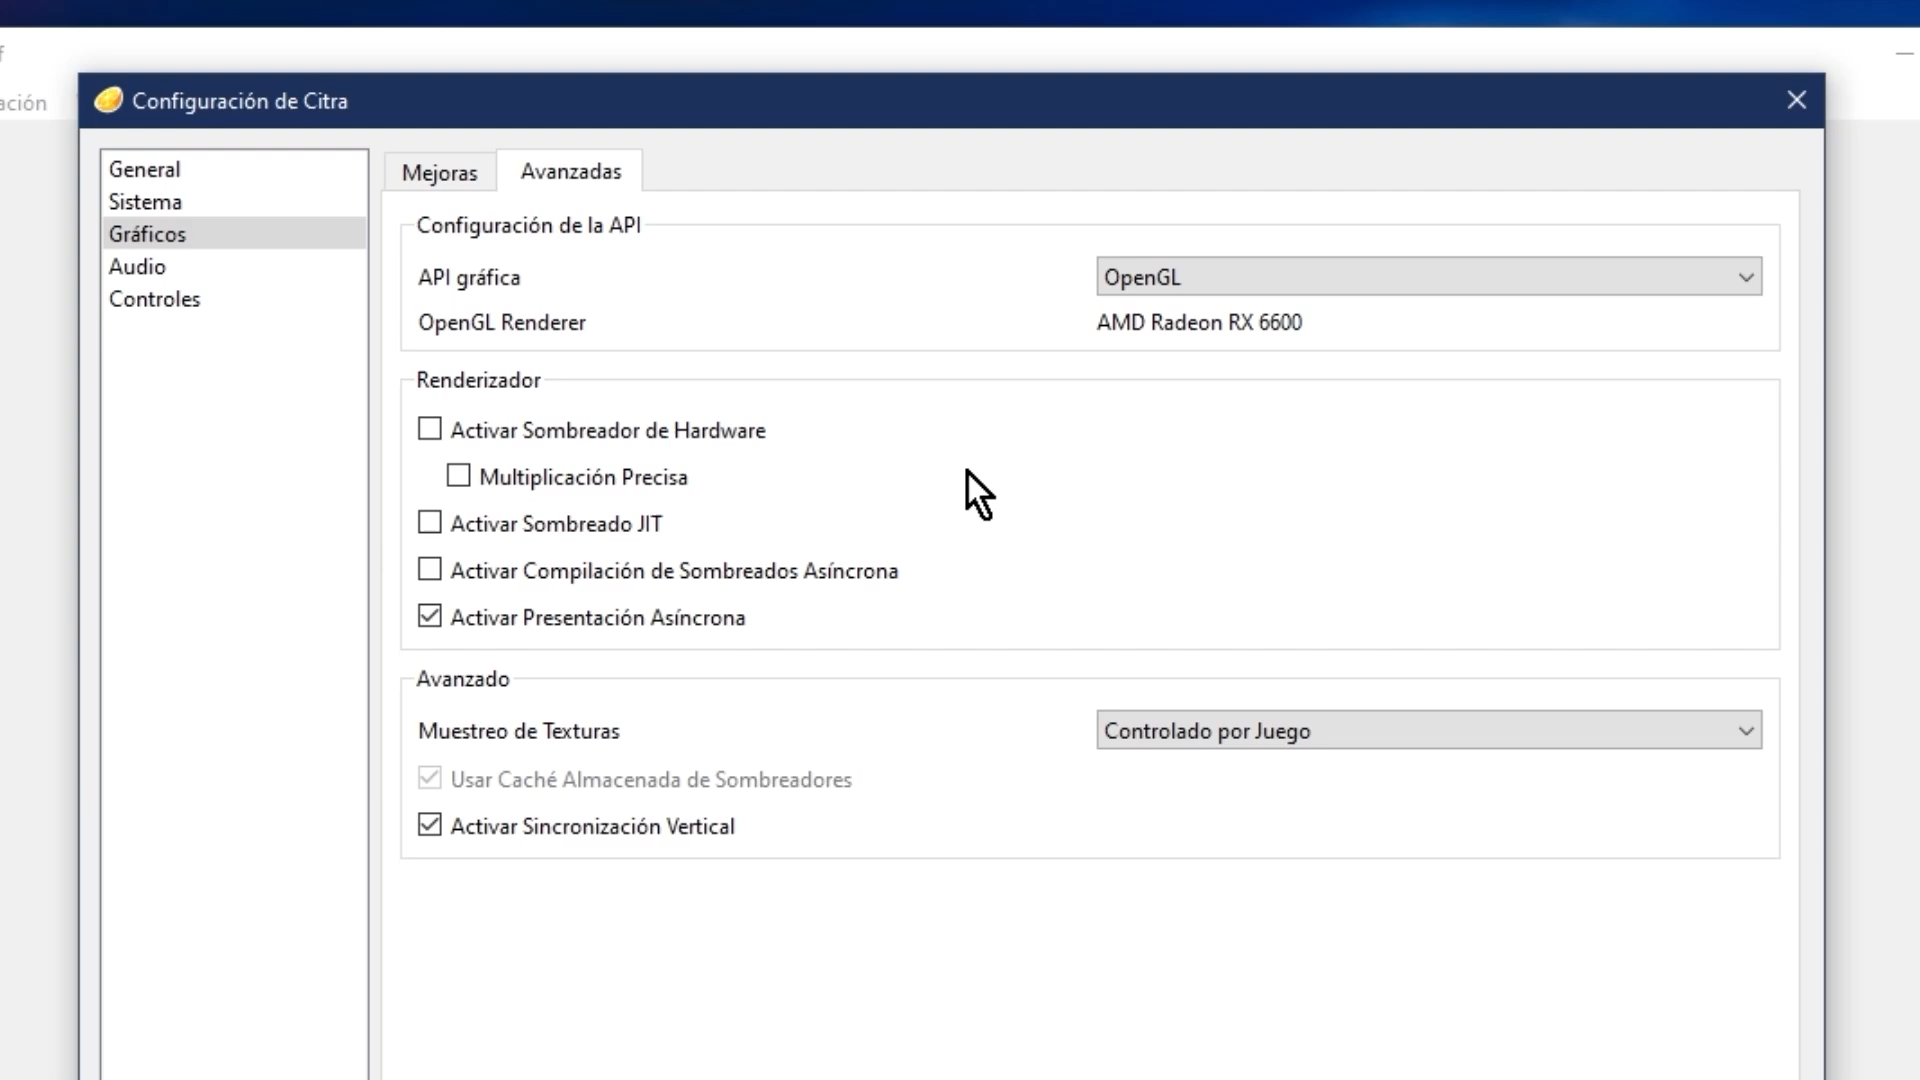 f
ación
Configuración de Citra
General
Sistema
Gráficos
Audio
Controles
Mejoras
Avanzadas
Configuración de la API
API gráfica
OpenGL
OpenGL Renderer
AMD Radeon RX 6600
Renderizador
Activar Sombreador de Hardware
Multiplicación Precisa
Activar Sombreado JIT
Activar Compilación de Sombreados Asíncrona
Activar Presentación Asíncrona
Avanzado
Muestreo de Texturas
Controlado por Juego
Usar Caché Almacenada de Sombreadores
Activar Sincronización Vertical